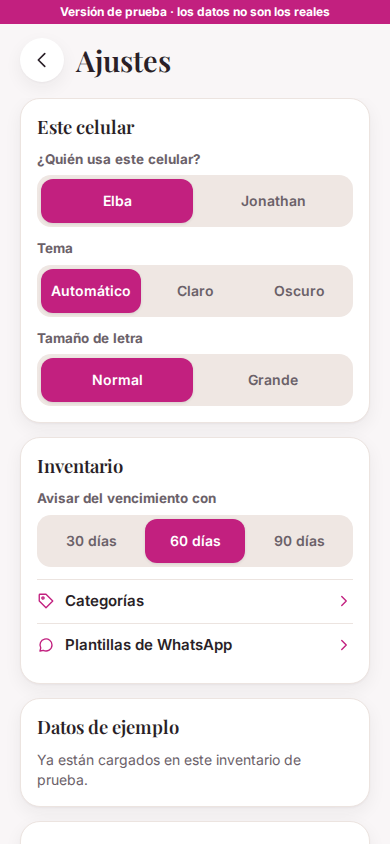 Versión de prueba · los datos no son los reales
Ajustes
Este celular
¿Quién usa este celular?
Elba
Jonathan
Tema
Automático
Claro
Oscuro
Tamaño de letra
Normal
Grande
Inventario
Avisar del vencimiento con
30 días
60 días
90 días
Categorías
Plantillas de WhatsApp
Datos de ejemplo
Ya están cargados en este inventario de
prueba.